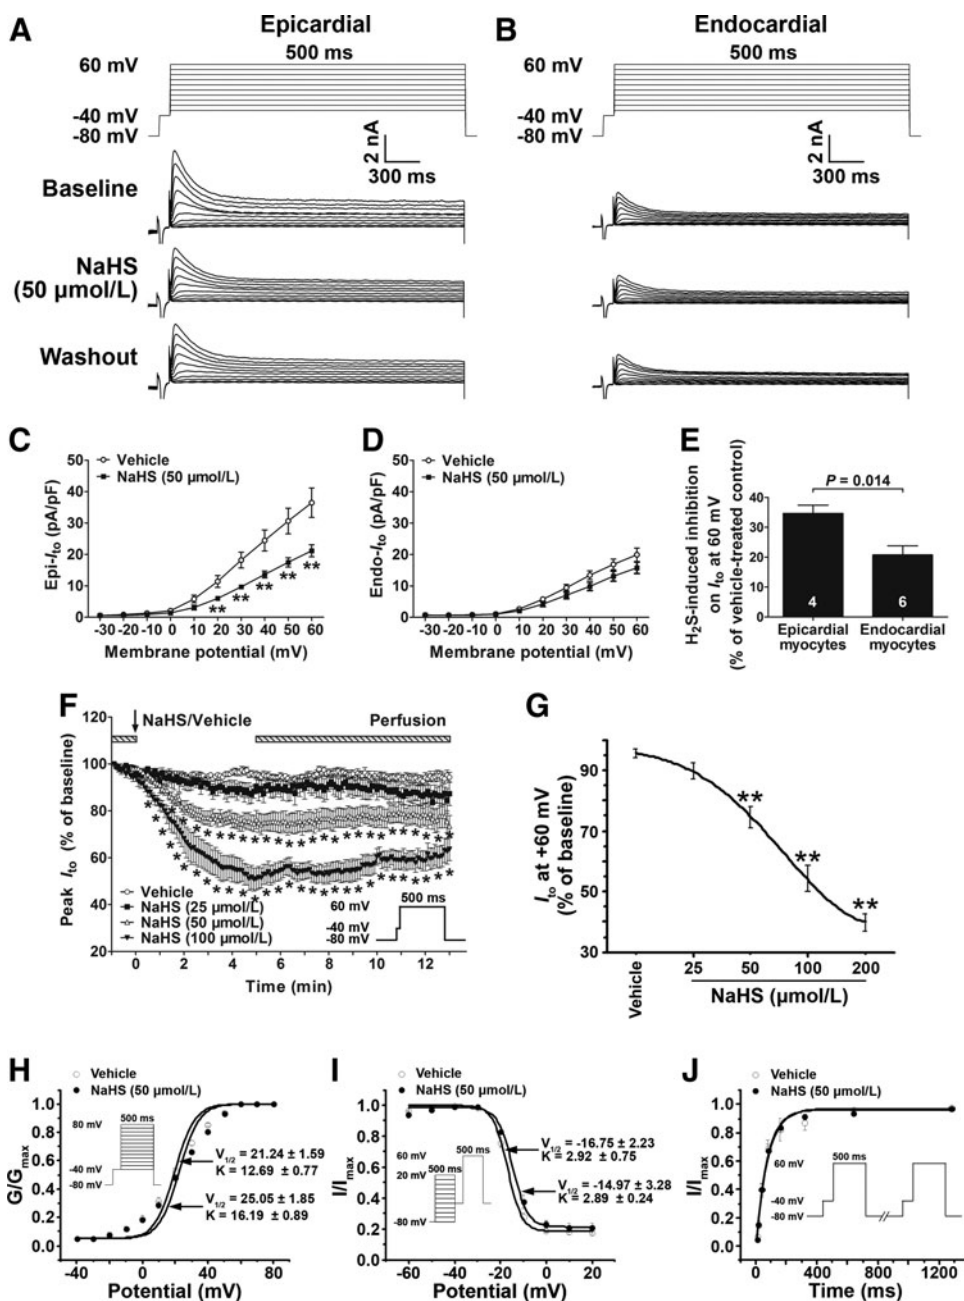 A Epicardial
500 ms
60 mV
-40 mV
-80 mV
2 nA
300 ms
Baseline
NaHS
(50 µmol/L)
Washout
B Endocardial
500 ms
60 mV
-40 mV
-80 mV
2 nA
300 ms
C
Vehicle
NaHS (50 µmol/L)
Epi-Ito (pA/pF)
50
40
30
20
10
0
** ** ** ** **
-30 -20 -10 0 10 20 30 40 50 60
Membrane potential (mV)
D
Vehicle
NaHS (50 µmol/L)
Endo-Ito (pA/pF)
50
40
30
20
10
0
-30 -20 -10 0 10 20 30 40 50 60
Membrane potential (mV)
E
H2S-induced inhibition
on Ito at 60 mV
(% of vehicle-treated control)
P = 0.014
40
30
20
10
0
4 6
Epicardial
myocytes
Endocardial
myocytes
F
NaHS/Vehicle
Perfusion
Peak Ito (% of baseline)
120
100
80
60
40
20
Vehicle
NaHS (25 µmol/L)
NaHS (50 µmol/L)
NaHS (100 µmol/L)
500 ms
60 mV
-40 mV
-80 mV
0 2 4 6 8 10 12
Time (min)
G
Ito at +60 mV
(% of baseline)
90
70
50
30
**
**
**
Vehicle
25 50 100 200
NaHS (µmol/L)
H
Vehicle
NaHS (50 µmol/L)
G/Gmax
1.0
0.8
0.6
0.4
0.2
0.0
500 ms
80 mV
-40 mV
-80 mV
V1/2 = 21.24 ± 1.59
K = 12.69 ± 0.77
V1/2 = 25.05 ± 1.85
K = 16.19 ± 0.89
-40 0 40 80
Potential (mV)
I
Vehicle
NaHS (50 µmol/L)
I/Imax
1.0
0.8
0.6
0.4
0.2
0.0
500 ms
60 mV
500 ms
20 mV
-80 mV
V1/2 = -16.75 ± 2.23
K = 2.92 ± 0.75
V1/2 = -14.97 ± 3.28
K = 2.89 ± 0.24
-60 -40 -20 0 20
Potential (mV)
J
Vehicle
NaHS (50 µmol/L)
I/Imax
1.0
0.8
0.6
0.4
0.2
0.0
500 ms
60 mV
-40 mV
-80 mV
0 400 800 1200
Time (ms)